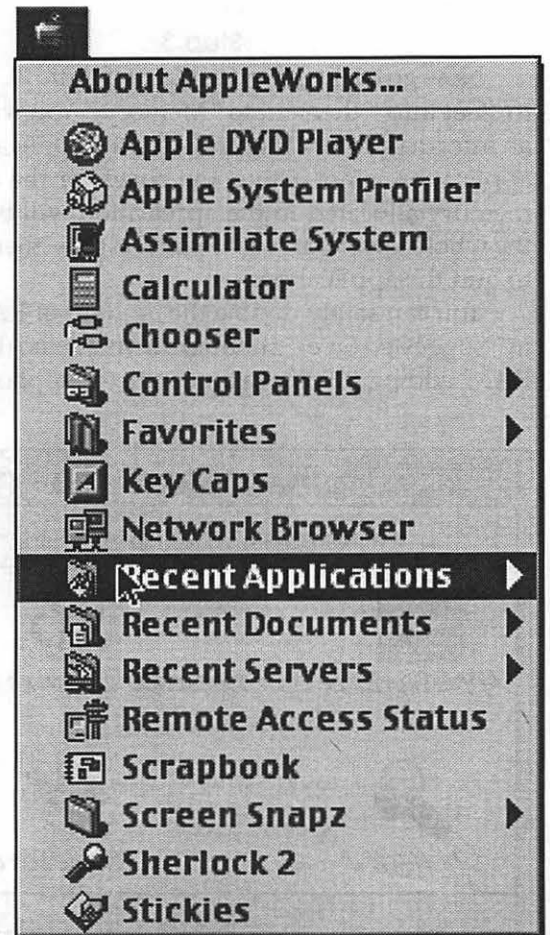 About AppleWorks...
Apple DVD Player
Apple System Profiler
Assimilate System
Calculator
Chooser
Control Panels
Favorites
Key Caps
Network Browser
Recent Applications
Recent Documents
Recent Servers
Remote Access Status
Scrapbook
Screen Snapz
Sherlock 2
Stickies